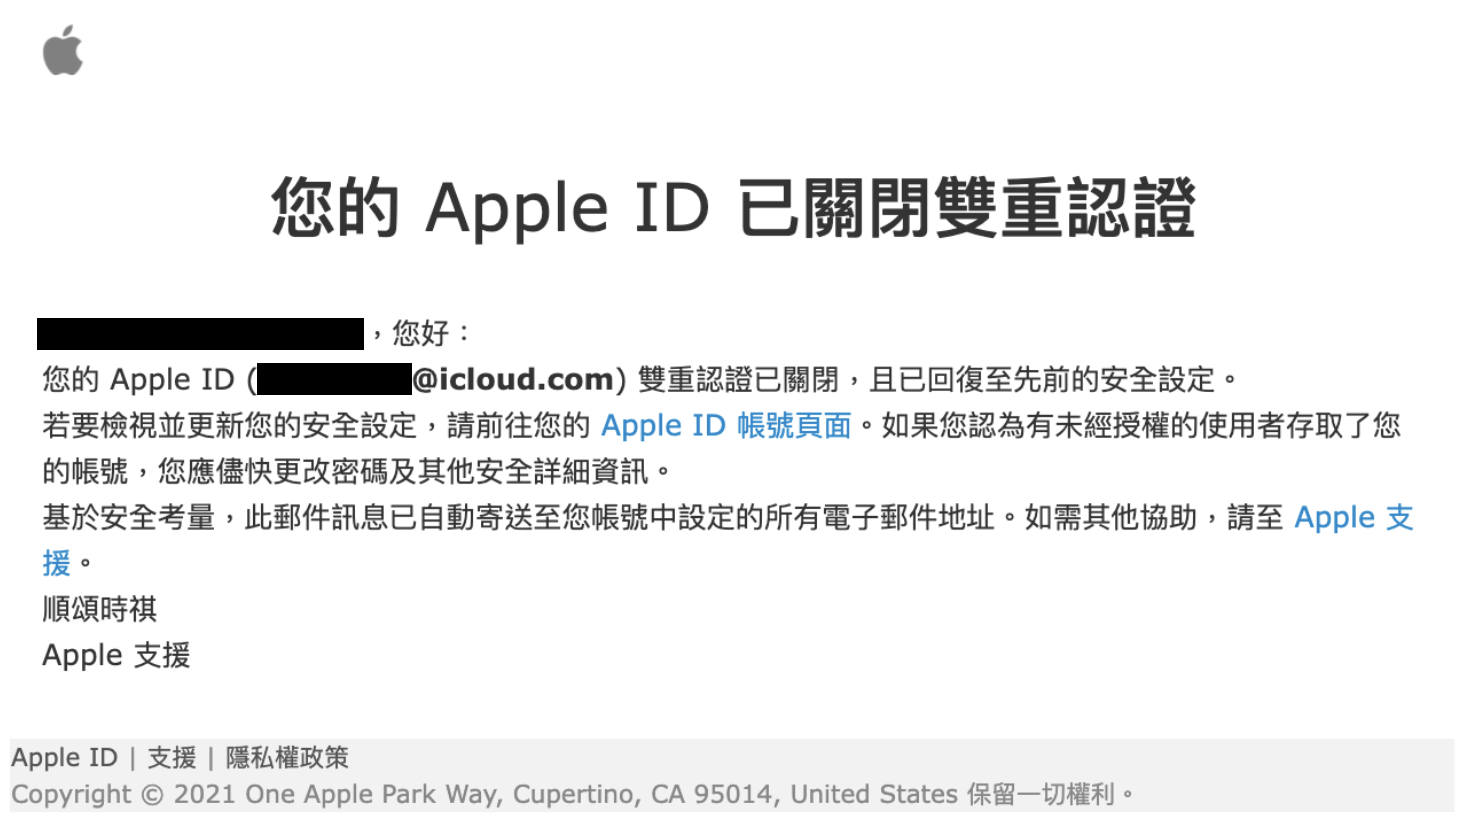 您的 Apple ID 已關閉雙重認證
，您好：
您的 Apple ID (@icloud.com) 雙重認證已關閉，且已回復至先前的安全設定。
若要檢視並更新您的安全設定，請前往您的 Apple ID 帳號頁面。如果您認為有未經授權的使用者存取了您
的帳號，您應儘快更改密碼及其他安全詳細資訊。
基於安全考量，此郵件訊息已自動寄送至您帳號中設定的所有電子郵件地址。如需其他協助，請至 Apple 支
援。
順頌時祺
Apple 支援
Apple ID | 支援 | 隱私權政策
Copyright © 2021 One Apple Park Way, Cupertino, CA 95014, United States 保留一切權利。